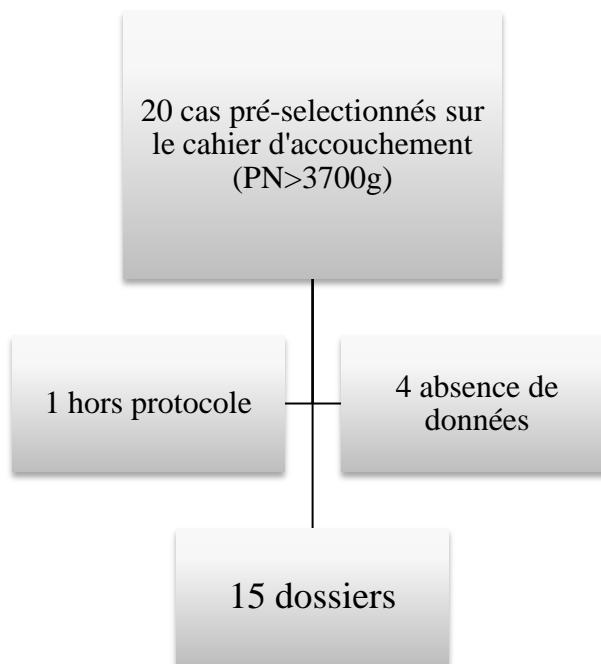 20 cas pré-selectionnés sur
le cahier d'accouchement
(PN>3700g)
1 hors protocole
4 absence de
données
15 dossiers